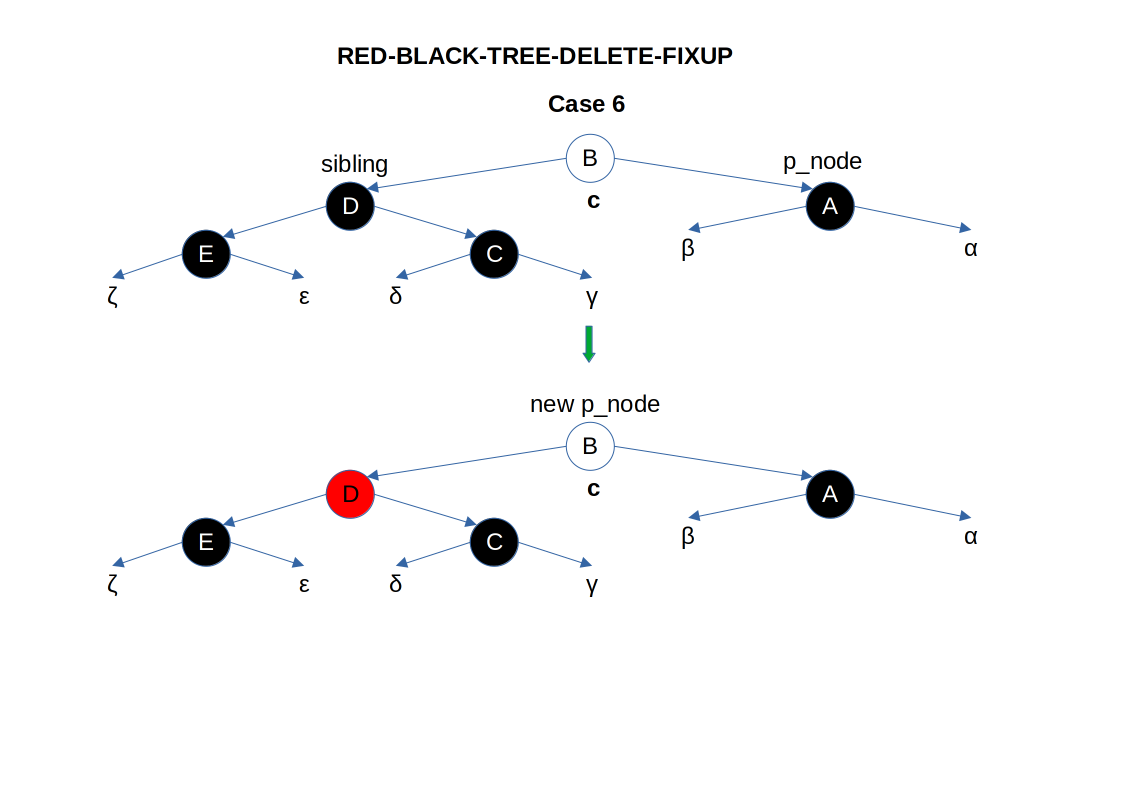 RED-BLACK-TREE-DELETE-FIXUP
Case 6
B
sibling
p_node
c
D
A
E
C
β
α
ζ
ε
δ
γ
new p_node
B
c
D
A
E
C
β
α
ζ
ε
δ
γ